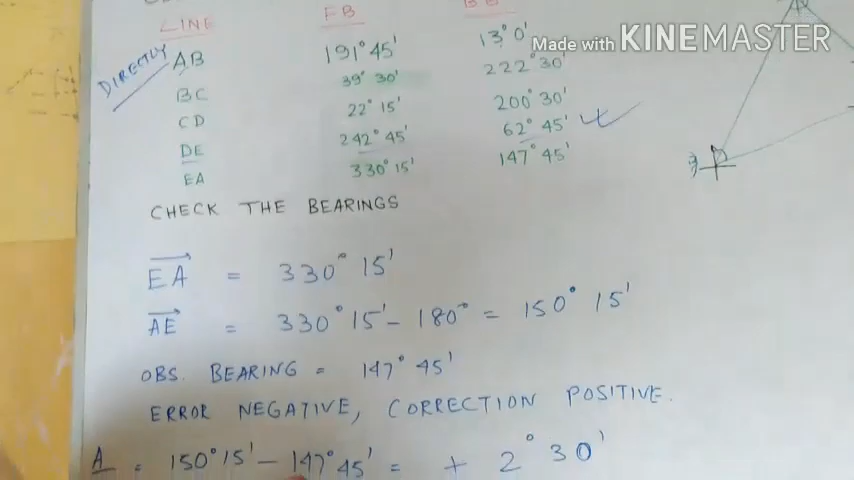 LINE FB BB
DIRECTLY
AB 191°45' 13°0'
BC 39°30' 222°30'
CD 22°15' 200°30'
DE 242°45' 62°45'
EA 330°15' 147°45'
Made with KINEMASTER
CHECK THE BEARINGS
EA = 330°15'
AE = 330°15' - 180° = 150°15'
OBS. BEARING = 147°45'
ERROR NEGATIVE, CORRECTION POSITIVE.
A = 150°15' - 147°45' = + 2°30'